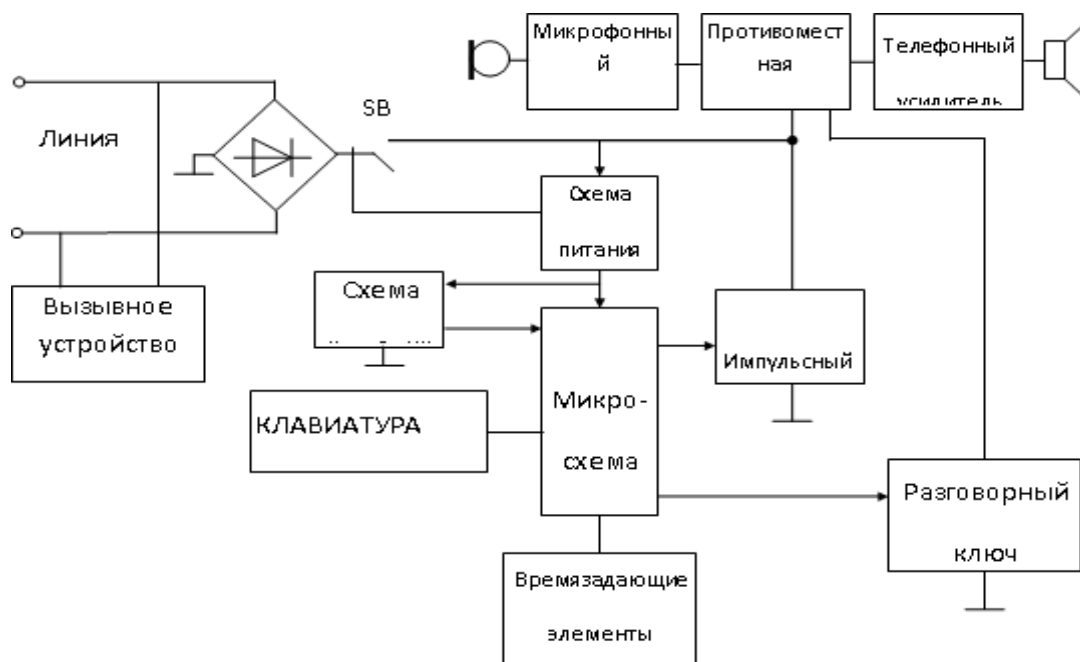 Микрофонны
й
Противомест
ная
Телефонный
усилитель
SB
Линия
Схема
питания
Вызывное
устройство
Схема
Импульсный
КЛАВИАТУРА
Микро-
схема
Разговорный
ключ
Времязадающие
элементы